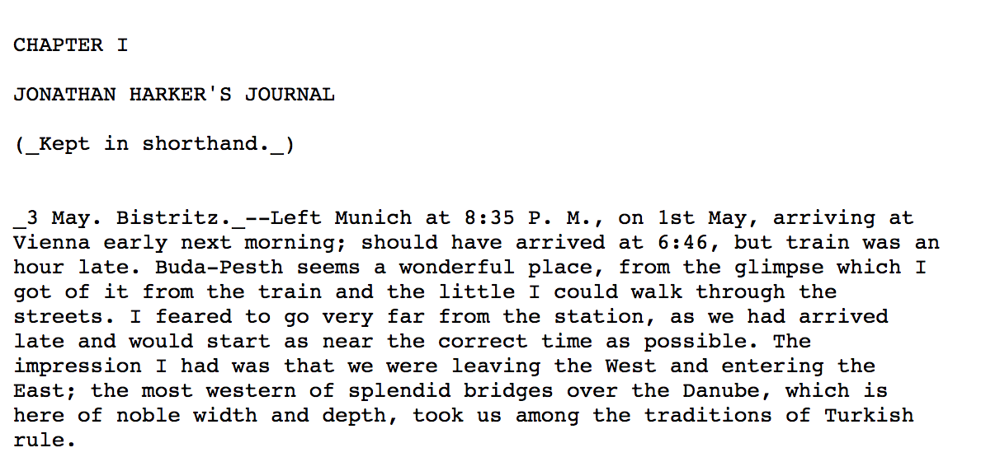 CHAPTER I
JONATHAN HARKER'S JOURNAL
(_Kept in shorthand._)
_3 May. Bistritz._--Left Munich at 8:35 P. M., on 1st May, arriving at
Vienna early next morning; should have arrived at 6:46, but train was an
hour late. Buda-Pesth seems a wonderful place, from the glimpse which I
got of it from the train and the little I could walk through the
streets. I feared to go very far from the station, as we had arrived
late and would start as near the correct time as possible. The
impression I had was that we were leaving the West and entering the
East; the most western of splendid bridges over the Danube, which is
here of noble width and depth, took us among the traditions of Turkish
rule.